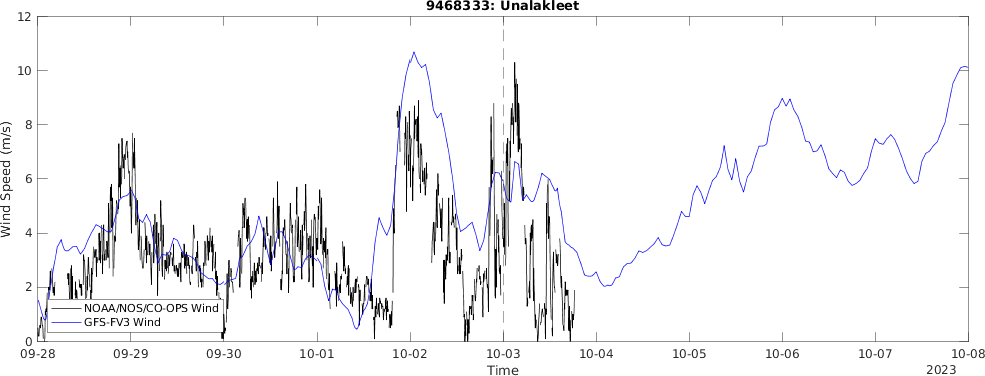 9468333: Unalakleet
Wind Speed (m/s)
12
10
8
6
4
2
0
NOAA/NOS/CO-OPS Wind
GFS-FV3 Wind
09-28 09-29 09-30 10-01 10-02 10-03 10-04 10-05 10-06 10-07 10-08
Time
2023